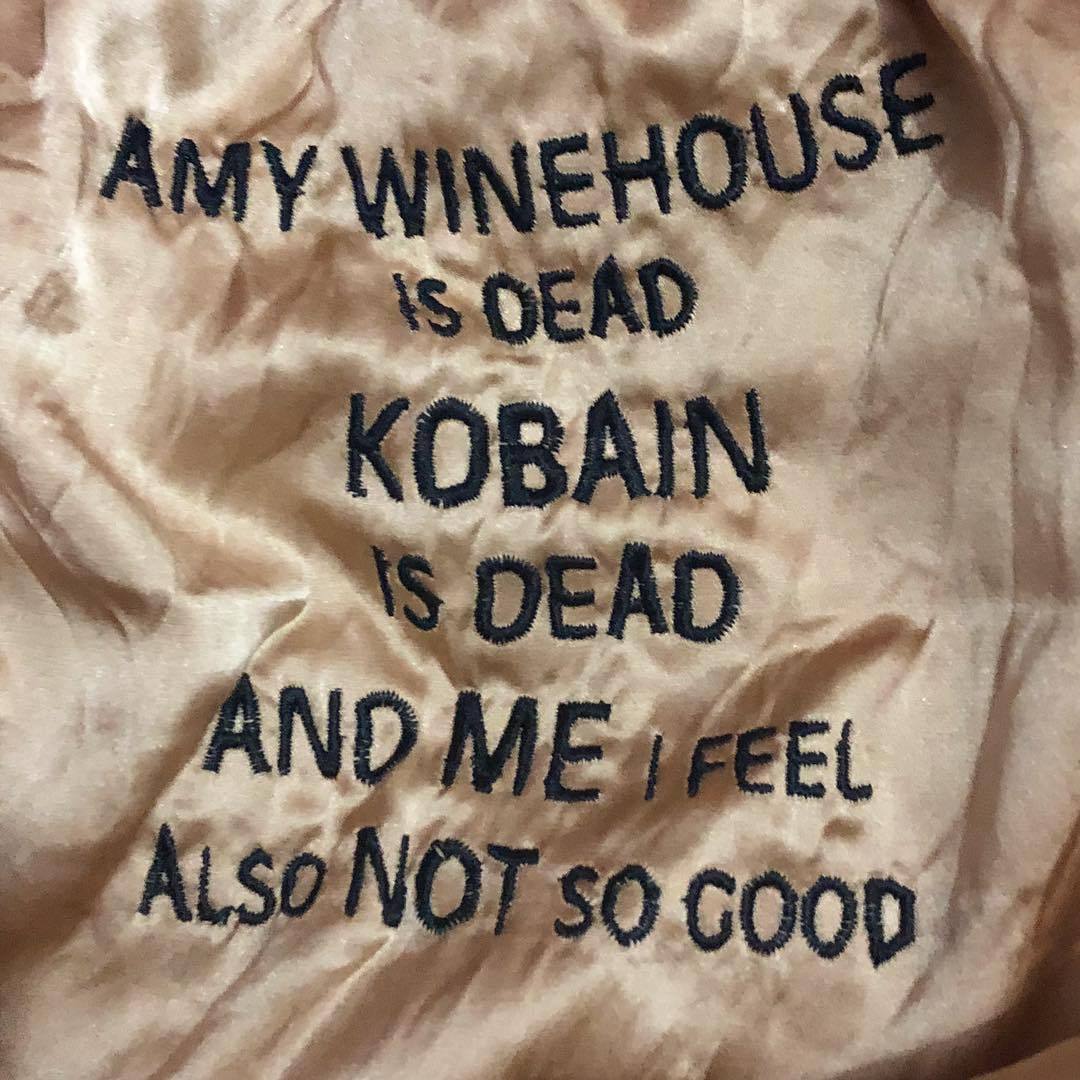 AMY WINEHOUSE
IS DEAD
KOBAIN
IS DEAD
AND ME I FEEL
ALSO NOT SO GOOD